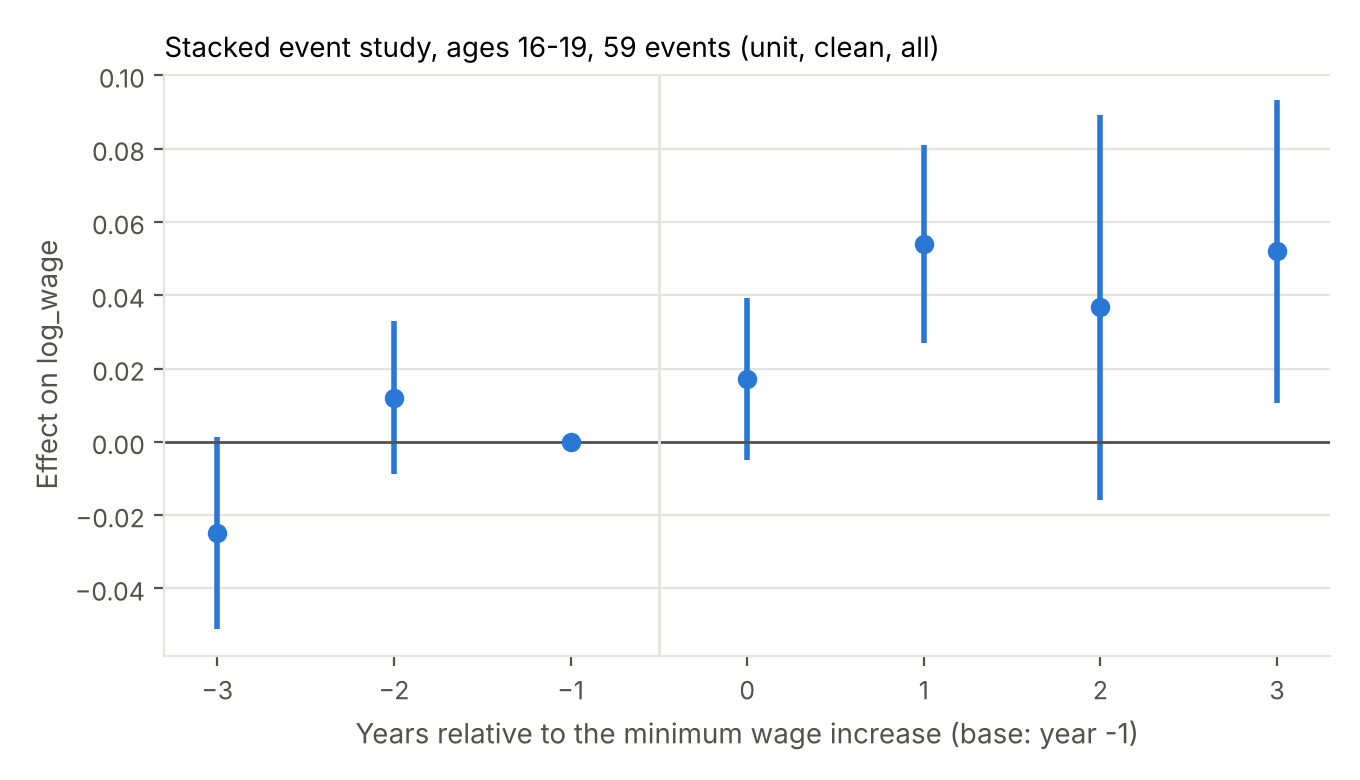 Stacked event study, ages 16-19, 59 events (unit, clean, all)
0.10
0.08
0.06
0.04
0.02
0.00
−0.02
−0.04
Effect on log_wage
−3 −2 −1 0 1 2 3
Years relative to the minimum wage increase (base: year -1)